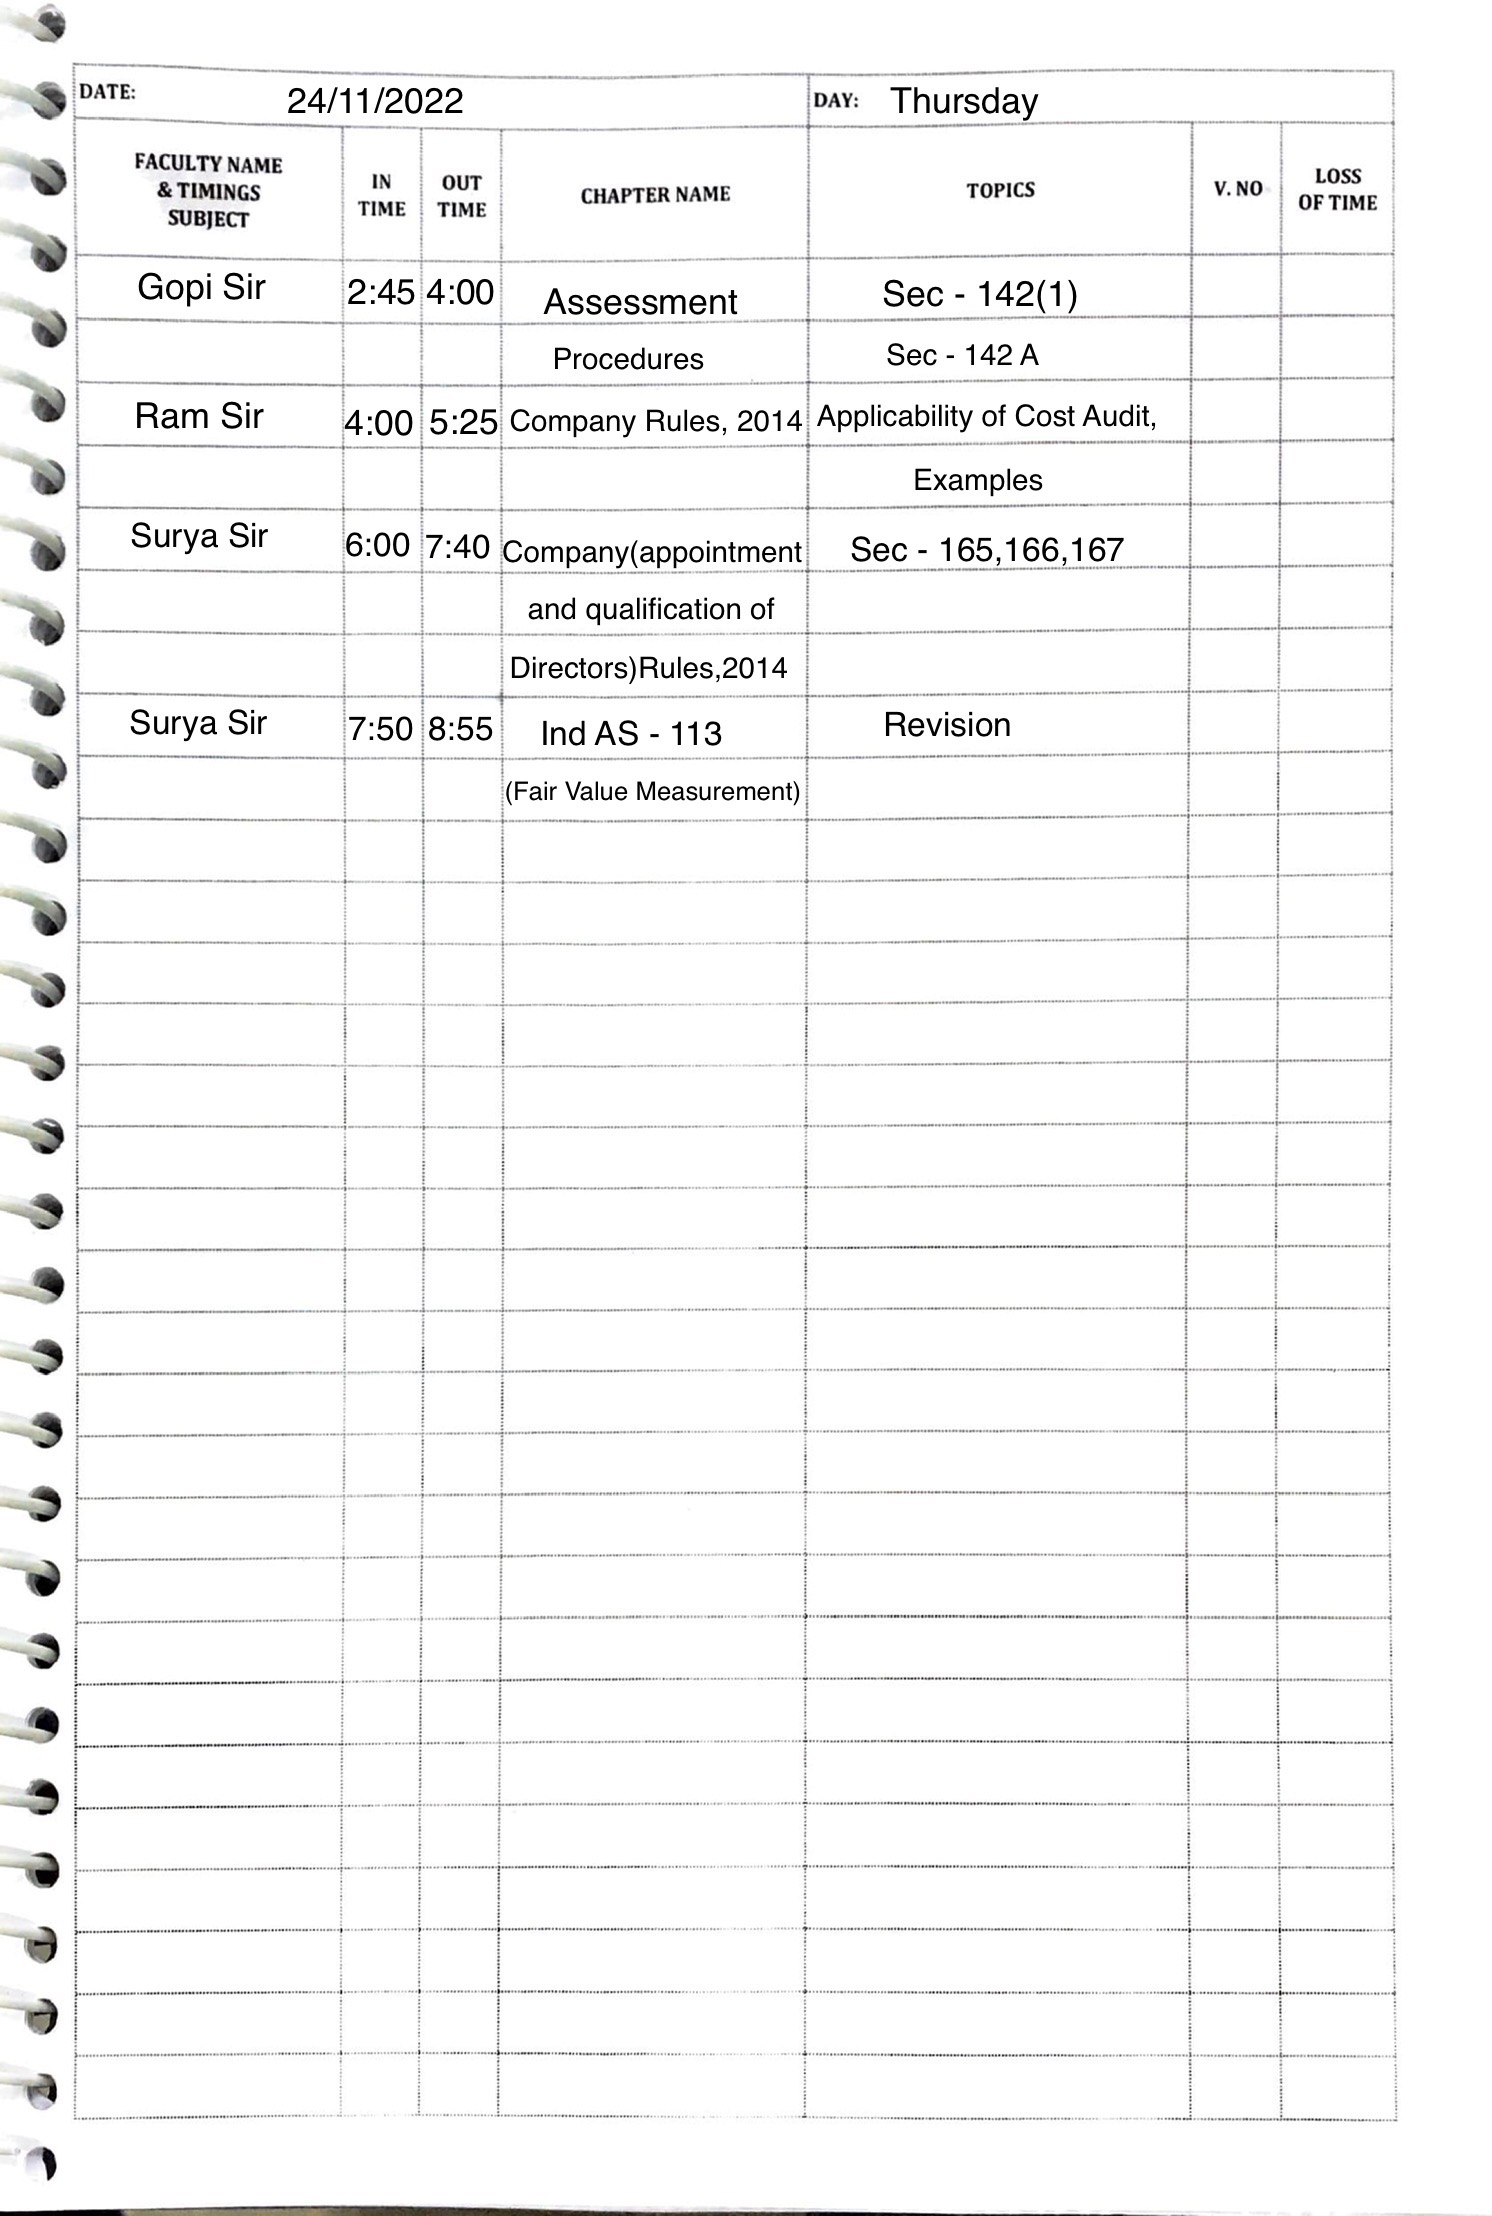 DATE: 24/11/2022 DAY: Thursday
FACULTY NAME
& TIMINGS
SUBJECT
IN
TIME
OUT
TIME
CHAPTER NAME
TOPICS
V. NO
LOSS
OF TIME
Gopi Sir 2:45 4:00 Assessment Sec - 142(1)
Procedures Sec - 142 A
Ram Sir 4:00 5:25 Company Rules, 2014 Applicability of Cost Audit,
Examples
Surya Sir 6:00 7:40 Company(appointment Sec - 165,166,167
and qualification of
Directors)Rules,2014
Surya Sir 7:50 8:55 Ind AS - 113 Revision
(Fair Value Measurement)